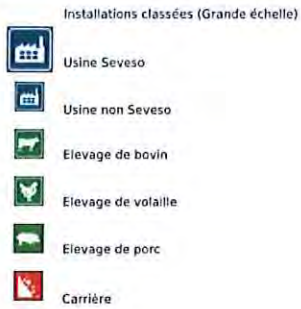 Installations classées (Grande échelle)
Usine Seveso
Usine non Seveso
Elevage de bovin
Elevage de volaille
Elevage de porc
Carrière